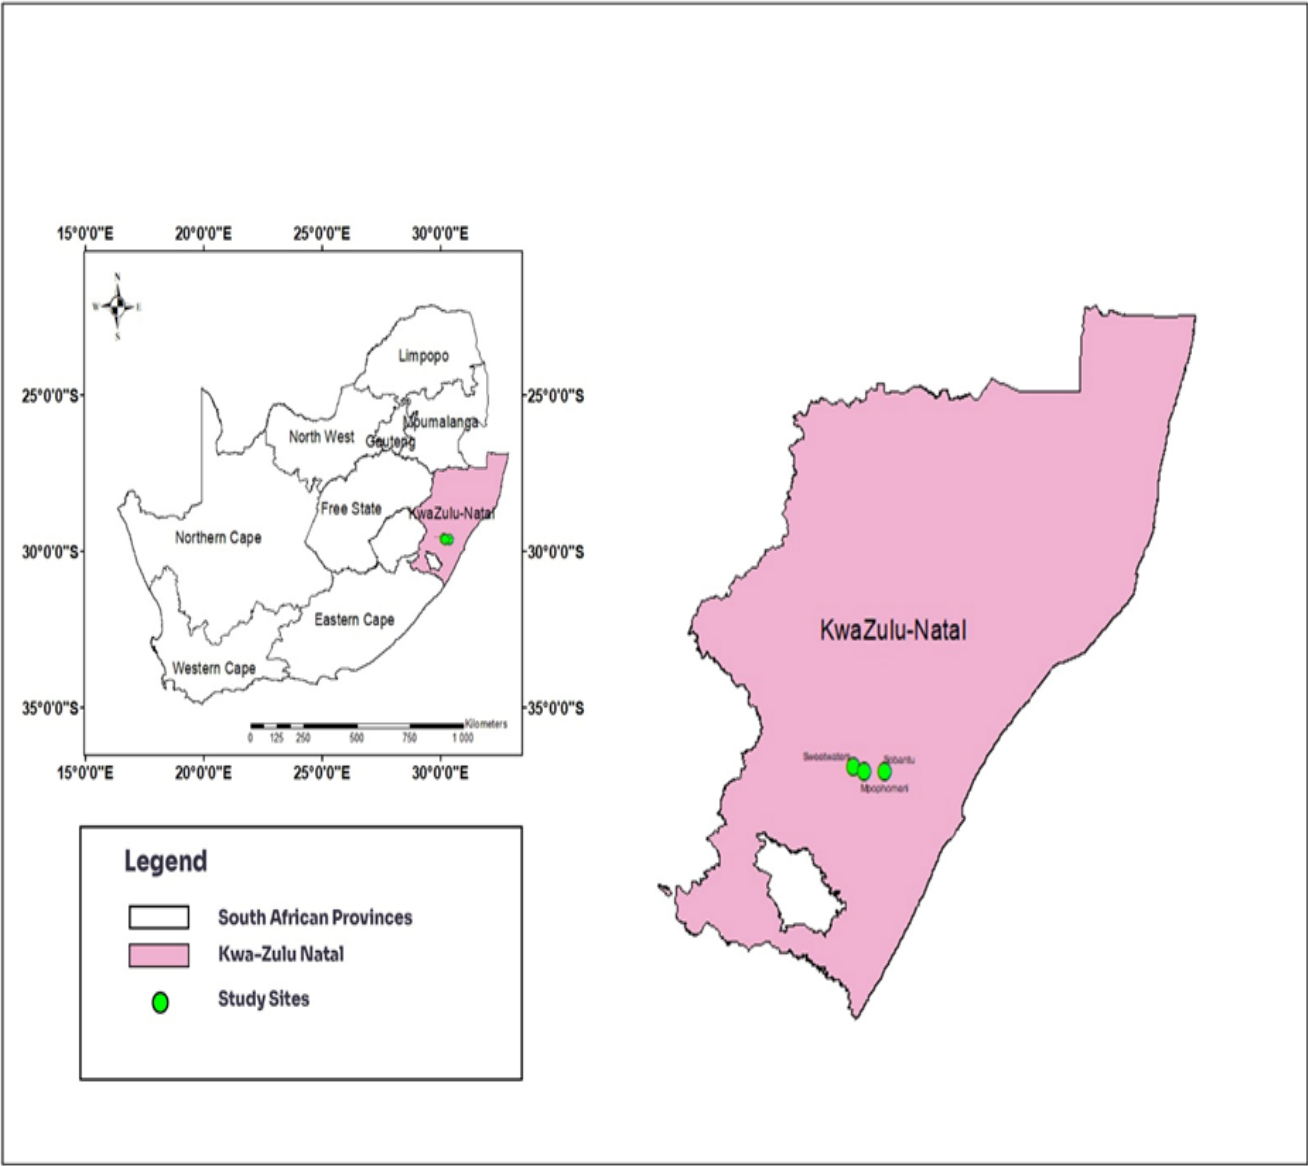 15°0'0"E 20°0'0"E 25°0'0"E 30°0'0"E
N
W E
S
Limpopo
25°0'0"S 25°0'0"S
Mpumalanga
North West
Gauteng
Free State
KwaZulu-Natal
Northern Cape
30°0'0"S 30°0'0"S
Eastern Cape
Western Cape
35°0'0"S 35°0'0"S
Kilometers
0 125 250 500 750 1 000
15°0'0"E 20°0'0"E 25°0'0"E 30°0'0"E
Legend
South African Provinces
Kwa-Zulu Natal
Study Sites
KwaZulu-Natal
Sweetwaters
Sobantu
Mpophomeni